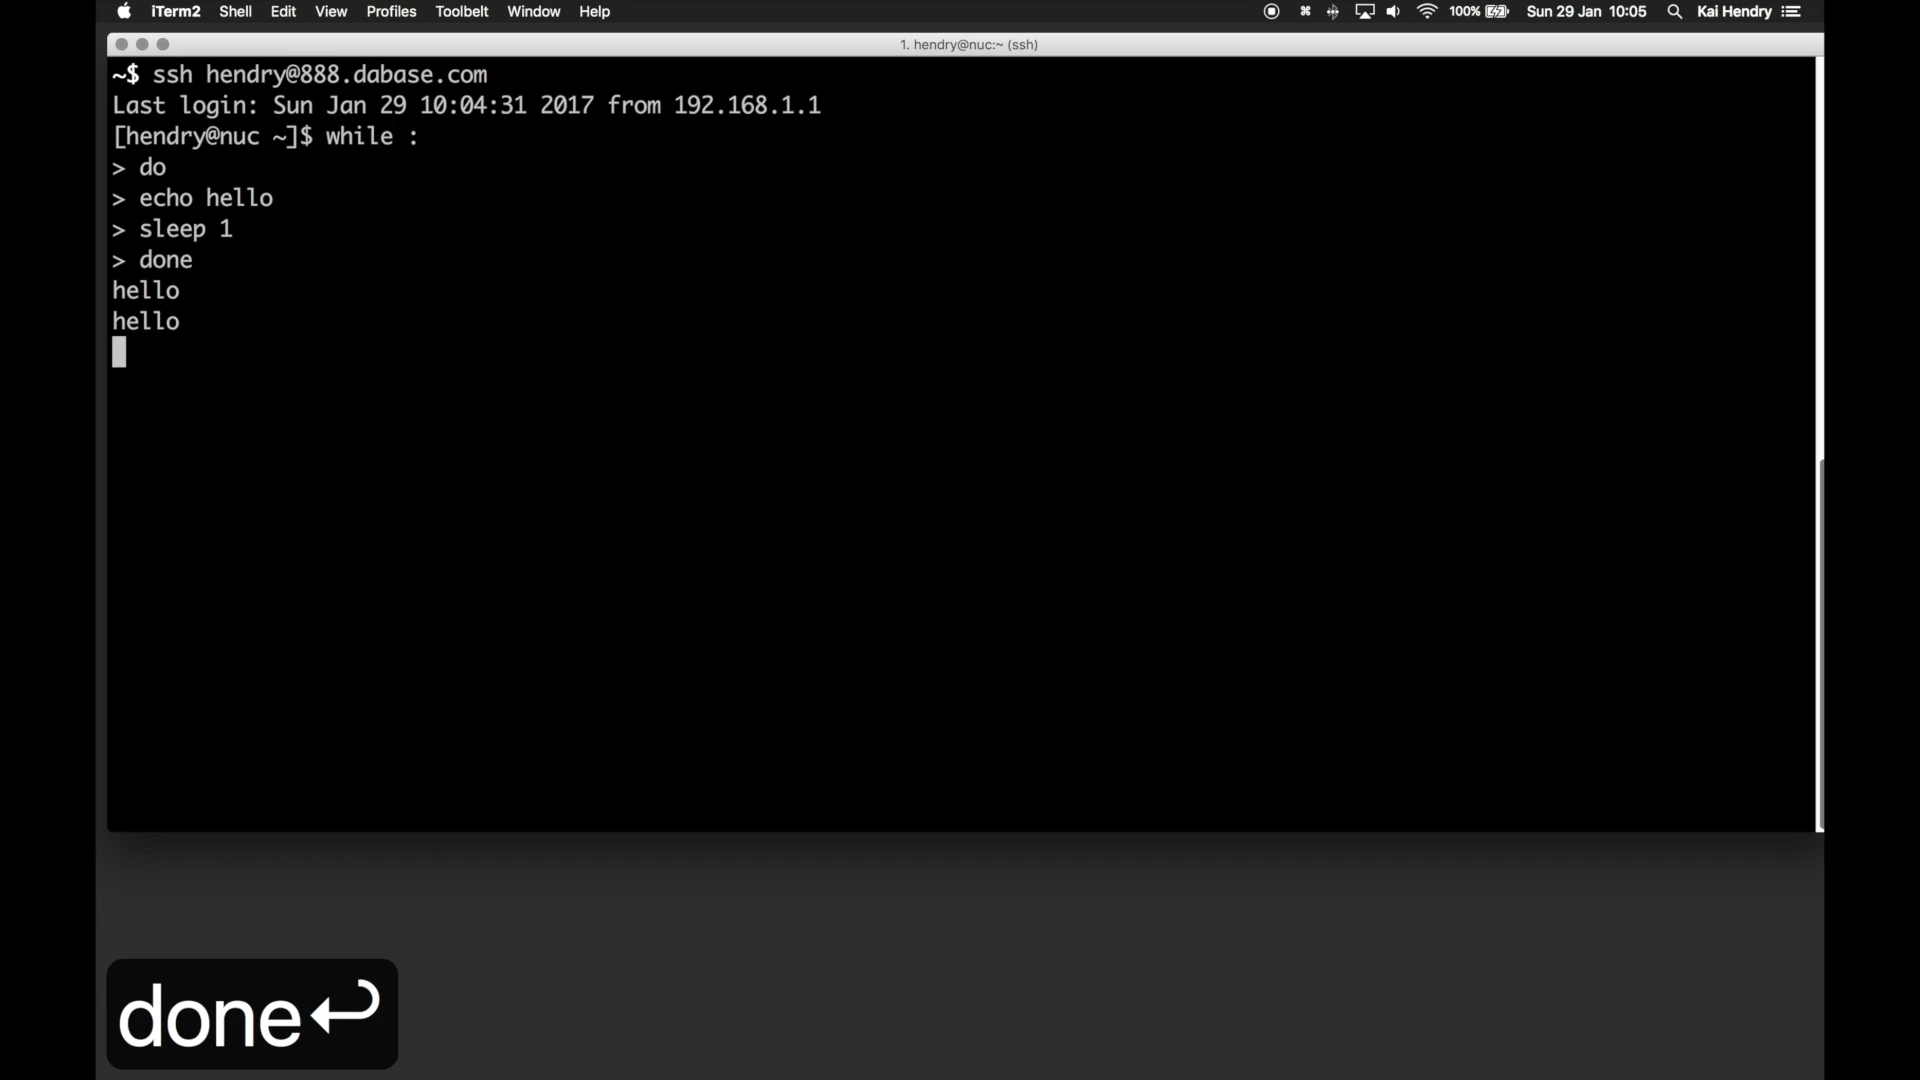 iTerm2 Shell Edit View Profiles Toolbelt Window Help 100% Sun 29 Jan 10:05 Kai Hendry
1. hendry@nuc:~ (ssh)
~$ ssh hendry@888.dabase.com
Last login: Sun Jan 29 10:04:31 2017 from 192.168.1.1
[hendry@nuc ~]$ while :
> do
> echo hello
> sleep 1
> done
hello
hello
done↩